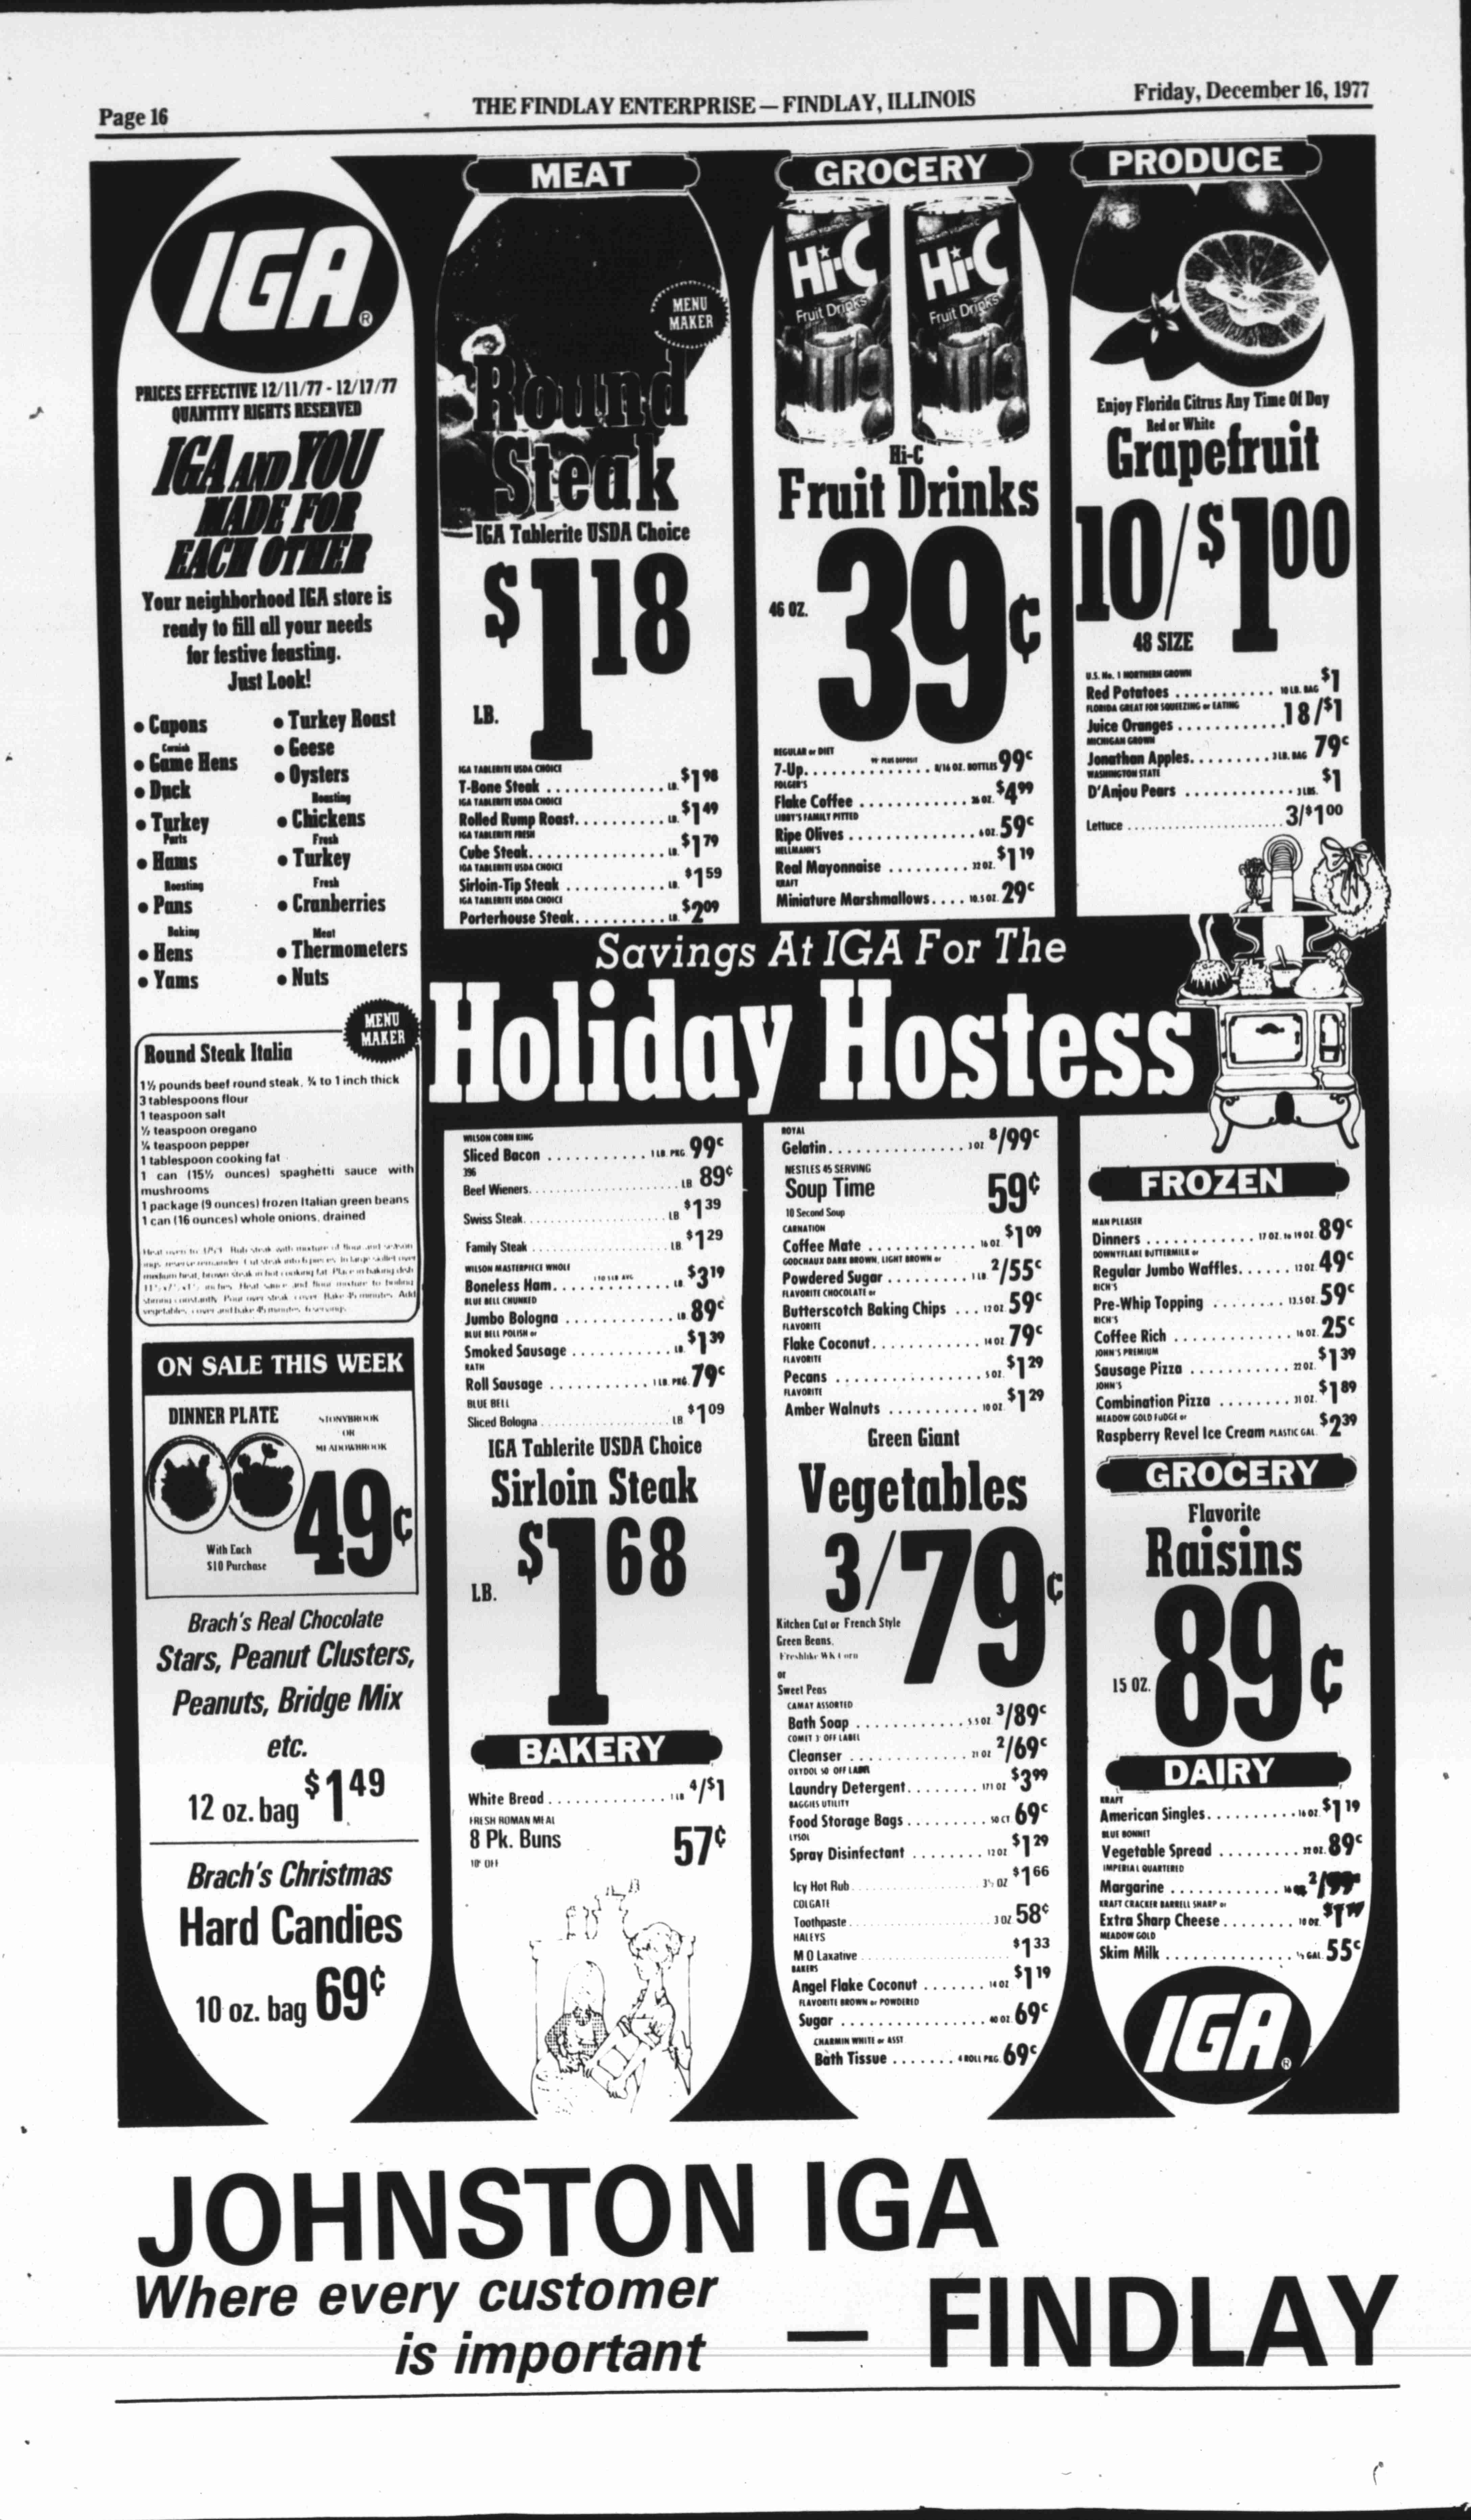 Page 16
THE FINDLAY ENTERPRISE — FINDLAY, ILLINOIS
Friday, December 16, 1977
IGA®
PRICES EFFECTIVE 12/11/77 - 12/17/77
QUANTITY RIGHTS RESERVED
IGA AND YOU
MADE FOR
EACH OTHER
Your neighborhood IGA store is
ready to fill all your needs
for festive feasting.
Just Look!
• Capons
Cornish
• Game Hens
• Duck
• Turkey
Parts
• Hams
Roasting
• Pans
Baking
• Hens
• Yams
• Turkey Roast
• Geese
• Oysters
Roasting
• Chickens
Fresh
• Turkey
Fresh
• Cranberries
Meat
• Thermometers
• Nuts
MENU
MAKER
Round Steak Italia
1½ pounds beef round steak, ¾ to 1 inch thick
3 tablespoons flour
1 teaspoon salt
½ teaspoon oregano
¼ teaspoon pepper
1 tablespoon cooking fat
1 can (15½ ounces) spaghetti sauce with
mushrooms
1 package (9 ounces) frozen Italian green beans
1 can (16 ounces) whole onions, drained
ON SALE THIS WEEK
DINNER PLATE
STONYBROOK
OR
MEADOWBROOK
49¢
With Each
$10 Purchase
Brach's Real Chocolate
Stars, Peanut Clusters,
Peanuts, Bridge Mix
etc.
12 oz. bag $1 49
Brach's Christmas
Hard Candies
10 oz. bag 69¢
MEAT
MENU
MAKER
Round
Steak
IGA Tablerite USDA Choice
$1 18
LB.
IGA TABLERITE USDA CHOICE
T-Bone Steak . . . . . . . . . . . . . LB. $1 98
IGA TABLERITE USDA CHOICE
Rolled Rump Roast. . . . . . . . . . LB. $1 49
IGA TABLERITE FRESH
Cube Steak. . . . . . . . . . . . . . . LB. $1 79
IGA TABLERITE USDA CHOICE
Sirloin-Tip Steak . . . . . . . . . . . LB. $1 59
IGA TABLERITE USDA CHOICE
Porterhouse Steak. . . . . . . . . . LB. $2 09
GROCERY
Hi-C
Fruit Drinks
Hi-C
Fruit Drinks
Hi-C
Fruit Drinks
46 OZ.
39¢
REGULAR or DIET
7-Up. . . . . . . . . PLUS DEPOSIT 8/16 OZ. BOTTLES 99¢
FOLGER'S
Flake Coffee . . . . . . . . . . . . 26 OZ. $4 99
LIBBY'S FAMILY PITTED
Ripe Olives . . . . . . . . . . . . . . 6 OZ. 59¢
HELLMANN'S
Real Mayonnaise . . . . . . . . . 32 OZ. $1 19
KRAFT
Miniature Marshmallows. . . . 10.5 OZ. 29¢
PRODUCE
Enjoy Florida Citrus Any Time Of Day
Red or White
Grapefruit
10/$1 00
48 SIZE
U.S. No. 1 NORTHERN GROWN
Red Potatoes . . . . . . . . . . . 10 LB. BAG $1
FLORIDA GREAT FOR SQUEEZING or EATING
Juice Oranges . . . . . . . . . . . . 18/$1
MICHIGAN GROWN
Jonathan Apples. . . . . . . . . 3 LB. BAG 79¢
WASHINGTON STATE
D'Anjou Pears . . . . . . . . . . . . 3 LBS. $1
Lettuce . . . . . . . . . . . . . . . . . 3/$1 00
Savings At IGA For The
Holiday Hostess
WILSON CORN KING
Sliced Bacon . . . . . . . . . . . 1 LB. PKG. 99¢
Beef Wieners. . . . . . . . . . . . . . LB 89¢
Swiss Steak. . . . . . . . . . . . . . LB $1 39
Family Steak . . . . . . . . . . . . . LB $1 29
WILSON MASTERPIECE WHOLE
Boneless Ham. . . . . . . . . . . . . LB. $3 19
BLUE BELL CHUNKED
Jumbo Bologna . . . . . . . . . . . . LB. 89¢
BLUE BELL POLISH or
Smoked Sausage . . . . . . . . . . . LB. $1 39
RATH
Roll Sausage . . . . . . . . . . 1 LB. PKG. 79¢
BLUE BELL
Sliced Bologna . . . . . . . . . . . . LB $1 09
IGA Tablerite USDA Choice
Sirloin Steak
LB.
$1 68
BAKERY
White Bread . . . . . . . . . . . . . 1 LB 4/$1
FRESH ROMAN MEAL
8 Pk. Buns 57¢
10¢ OFF
ROYAL
Gelatin. . . . . . . . . . . . . . . 3 OZ 8/99¢
NESTLES 45 SERVING
Soup Time 59¢
10 Second Soup
CARNATION
Coffee Mate . . . . . . . . . . . . 16 OZ. $1 09
GODCHAUX DARK BROWN, LIGHT BROWN or
Powdered Sugar . . . . . . . . . 1 LB. 2/55¢
FLAVORITE CHOCOLATE or
Butterscotch Baking Chips . . . 12 OZ. 59¢
FLAVORITE
Flake Coconut. . . . . . . . . . . . 14 OZ. 79¢
FLAVORITE
Pecans . . . . . . . . . . . . . . . . 5 OZ. $1 29
FLAVORITE
Amber Walnuts . . . . . . . . . . 10 OZ. $1 29
Green Giant
Vegetables
3/79¢
Kitchen Cut or French Style
Green Beans,
Freshlike WK Corn
or
Sweet Peas
CAMAY ASSORTED
Bath Soap . . . . . . . . . . . . 5.5 OZ 3/89¢
COMET 3¢ OFF LABEL
Cleanser . . . . . . . . . . . . . 21 OZ 2/69¢
OXYDOL 50 OFF LABEL
Laundry Detergent. . . . . . . . 171 OZ $3 99
BAGGIES UTILITY
Food Storage Bags. . . . . . . . . 50 CT 69¢
LYSOL
Spray Disinfectant . . . . . . . . 12 OZ $1 29
Icy Hot Rub. . . . . . . . . . . . . 3½ OZ $1 66
COLGATE
Toothpaste. . . . . . . . . . . . . . 3 OZ 58¢
HALEYS
M O Laxative . . . . . . . . . . . . $1 33
BAKERS
Angel Flake Coconut . . . . . . . 14 OZ $1 19
FLAVORITE BROWN or POWDERED
Sugar . . . . . . . . . . . . . . . . 40 OZ. 69¢
CHARMIN WHITE or ASST
Bath Tissue . . . . . . . 4 ROLL PKG. 69¢
FROZEN
MAN PLEASER
Dinners . . . . . . . . . . . . 17 OZ. to 19 OZ. 89¢
DOWNYFLAKE BUTTERMILK or
Regular Jumbo Waffles. . . . . . 12 OZ. 49¢
RICH'S
Pre-Whip Topping . . . . . . . . 13.5 OZ. 59¢
RICH'S
Coffee Rich . . . . . . . . . . . . . 16 OZ. 25¢
JOHN'S PREMIUM
Sausage Pizza . . . . . . . . . . . 22 OZ. $1 39
JOHN'S
Combination Pizza . . . . . . . . 31 OZ. $1 89
MEADOW GOLD FUDGE or
Raspberry Revel Ice Cream PLASTIC GAL. $2 39
GROCERY
Flavorite
Raisins
15 OZ.
89¢
DAIRY
KRAFT
American Singles. . . . . . . . . . 16 OZ. $1 19
BLUE BONNET
Vegetable Spread . . . . . . . . . 32 OZ. 89¢
IMPERIAL QUARTERED
Margarine . . . . . . . . . . . . 2/99¢
KRAFT CRACKER BARRELL SHARP or
Extra Sharp Cheese . . . . . . . . 10 OZ.
MEADOW GOLD
Skim Milk . . . . . . . . . . . . . . ½ GAL. 55¢
IGA®
JOHNSTON IGA
Where every customer
is important
— FINDLAY